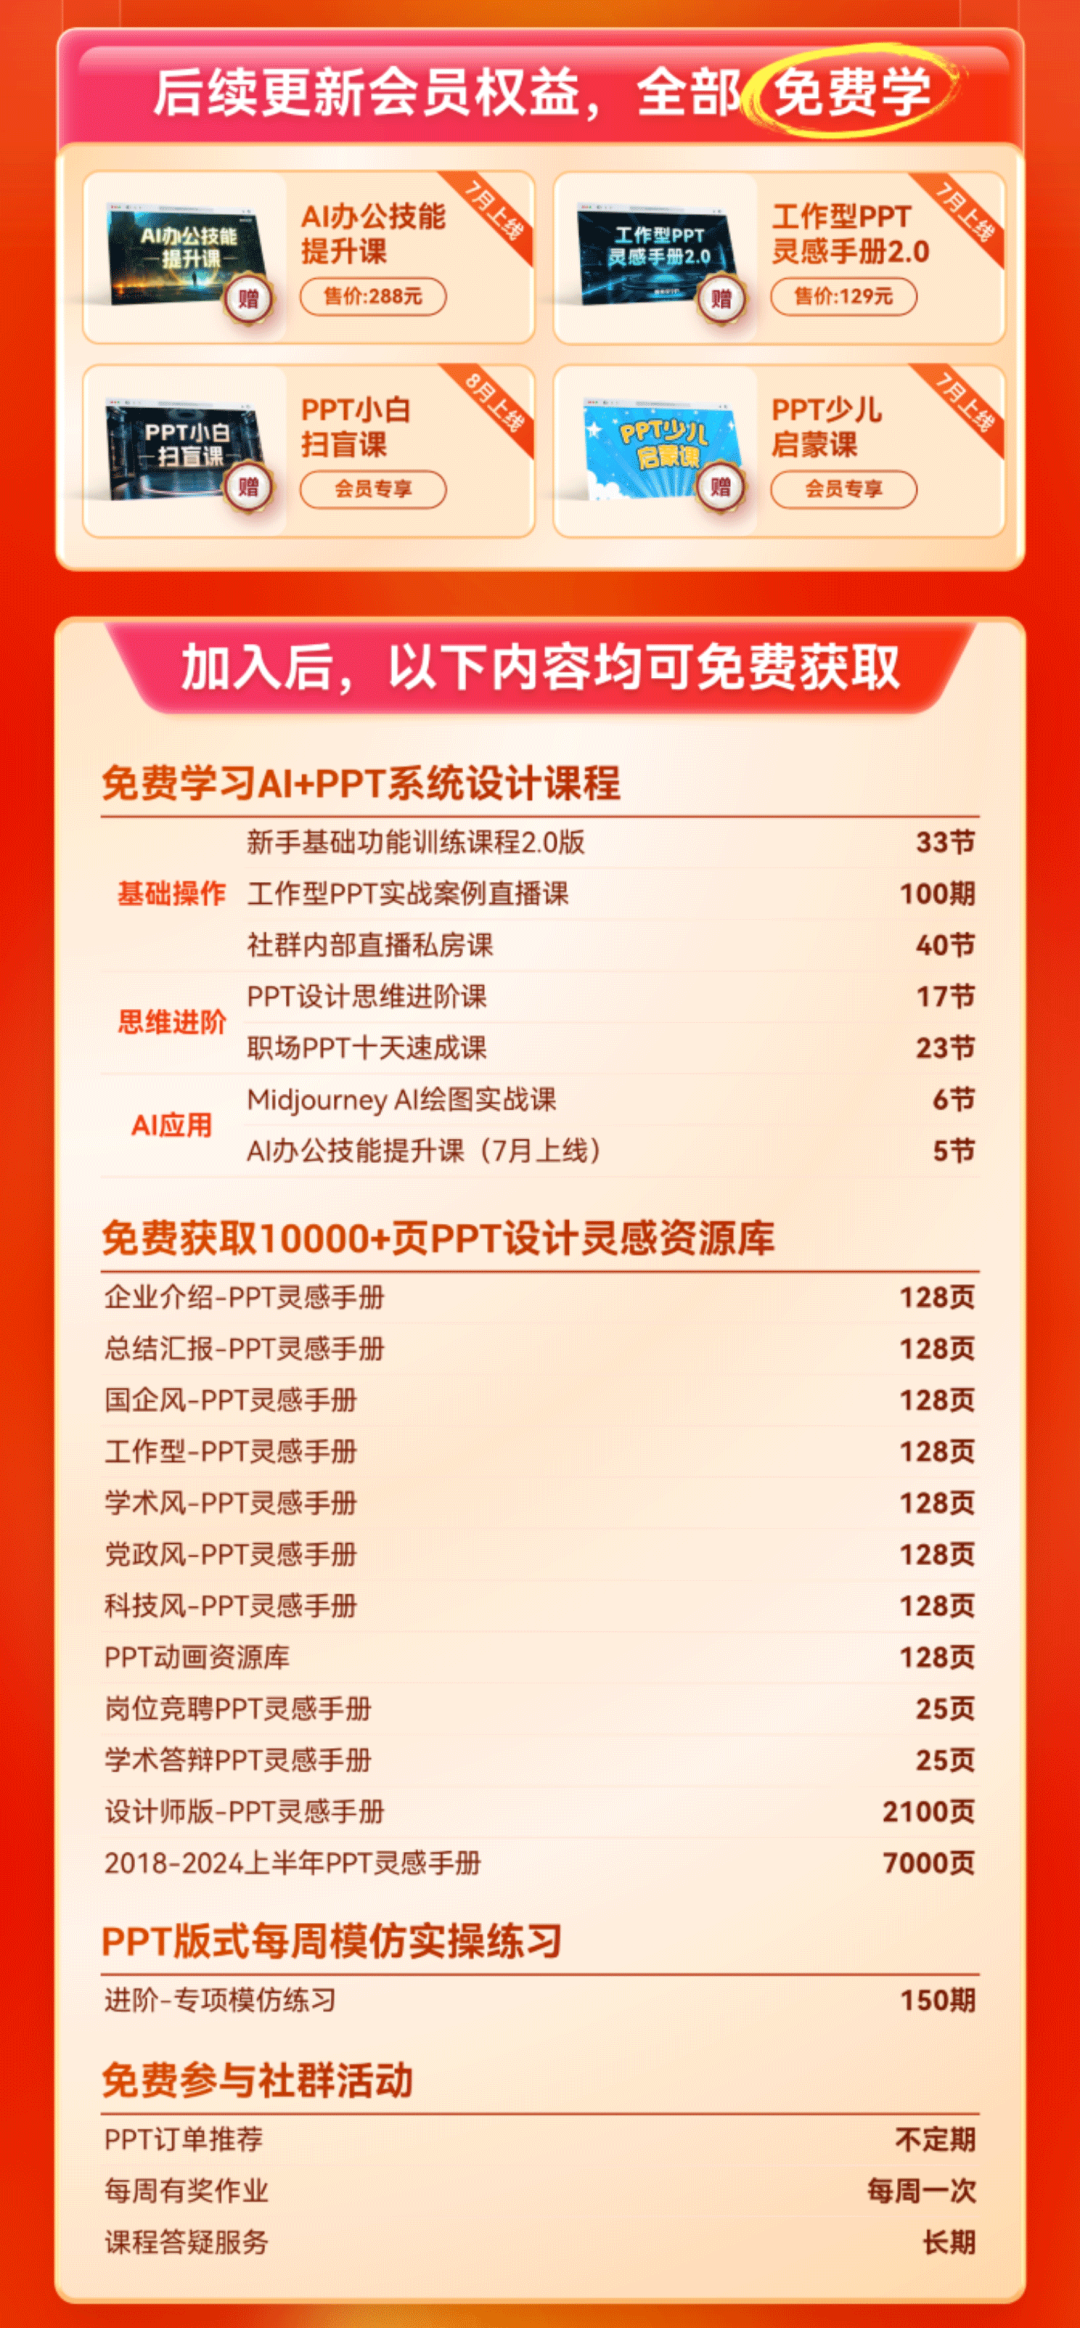 后续更新会员权益，全部免费学
AI办公技能
提升课
赠
AI办公技能
提升课
售价:288元
7月上线
工作型PPT
灵感手册2.0
赠
工作型PPT
灵感手册2.0
售价:129元
7月上线
PPT小白
扫盲课
赠
PPT小白
扫盲课
会员专享
8月上线
PPT少儿
启蒙课
赠
PPT少儿
启蒙课
会员专享
7月上线
加入后，以下内容均可免费获取
免费学习AI+PPT系统设计课程
基础操作
新手基础功能训练课程2.0版 33节
工作型PPT实战案例直播课 100期
社群内部直播私房课 40节
思维进阶
PPT设计思维进阶课 17节
职场PPT十天速成课 23节
AI应用
Midjourney AI绘图实战课 6节
AI办公技能提升课（7月上线） 5节
免费获取10000+页PPT设计灵感资源库
企业介绍-PPT灵感手册 128页
总结汇报-PPT灵感手册 128页
国企风-PPT灵感手册 128页
工作型-PPT灵感手册 128页
学术风-PPT灵感手册 128页
党政风-PPT灵感手册 128页
科技风-PPT灵感手册 128页
PPT动画资源库 128页
岗位竞聘PPT灵感手册 25页
学术答辩PPT灵感手册 25页
设计师版-PPT灵感手册 2100页
2018-2024上半年PPT灵感手册 7000页
PPT版式每周模仿实操练习
进阶-专项模仿练习 150期
免费参与社群活动
PPT订单推荐 不定期
每周有奖作业 每周一次
课程答疑服务 长期